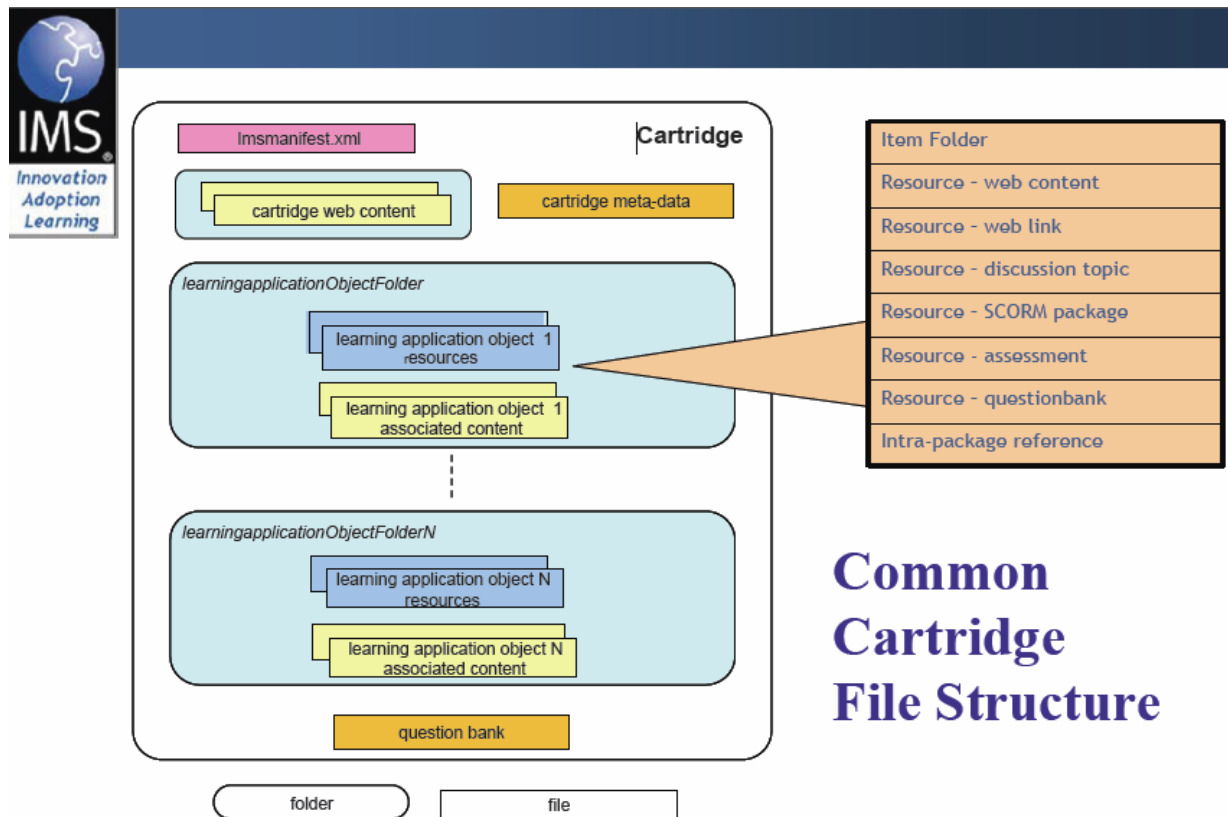 IMS
®
Innovation
Adoption
Learning
Imsmanifest.xml
Cartridge
cartridge web content
cartridge meta-data
learningapplicationObjectFolder
learning application object 1
resources
learning application object 1
associated content
learningapplicationObjectFolderN
learning application object N
resources
learning application object N
associated content
question bank
folder
file
Item Folder
Resource - web content
Resource - web link
Resource - discussion topic
Resource - SCORM package
Resource - assessment
Resource - questionbank
Intra-package reference
Common
Cartridge
File Structure